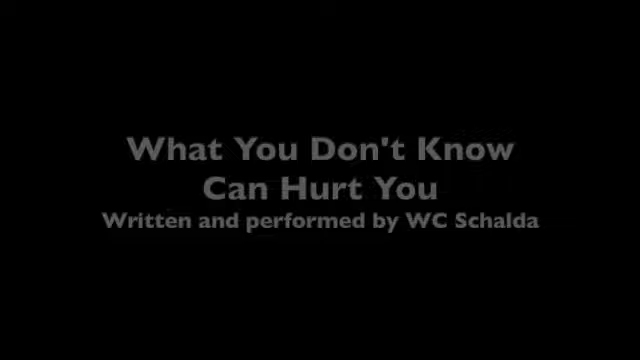 What You Don't Know
Can Hurt You
Written and performed by WC Schalda